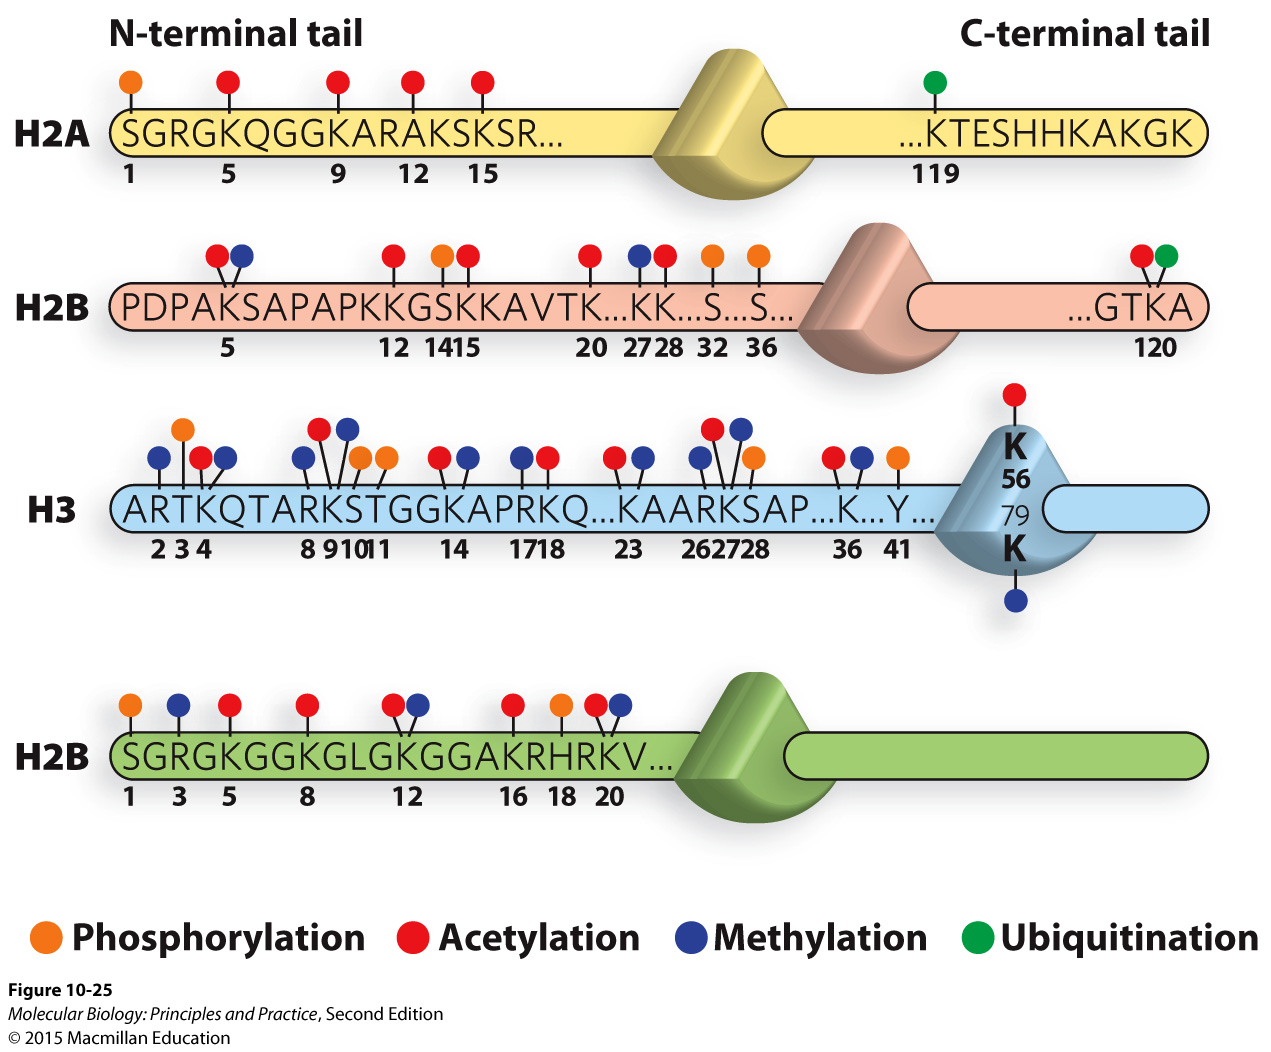 N-terminal tail C-terminal tail
H2A SGRGKQGGKARAKSKSR... ...KTESHHKAKGK
1 5 9 12 15 119
H2B PDPAKSAPAPKKGSKKAVTK...KK...S...S... ...GTKA
5 12 14 15 20 27 28 32 36 120
K
56
H3 ARTKQTARKSTGGKAPRKQ...KAARKSAP...K...Y... 79
K
2 3 4 8 9 10 11 14 17 18 23 26 27 28 36 41
H2B SGRGKGGKGLGKGGAKRHRKV...
1 3 5 8 12 16 18 20
Phosphorylation Acetylation Methylation Ubiquitination
Figure 10-25
Molecular Biology: Principles and Practice, Second Edition
© 2015 Macmillan Education